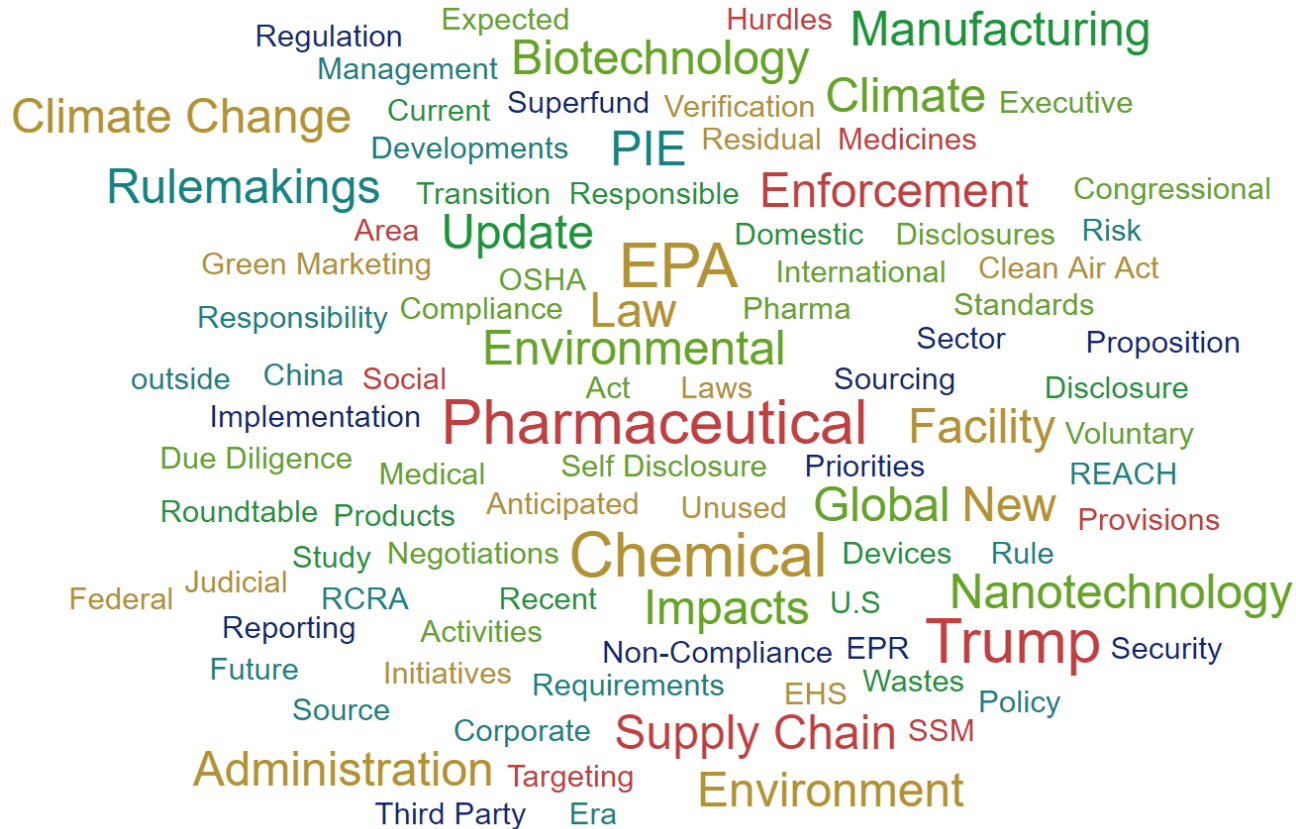 Expected Hurdles Manufacturing
Regulation
Management Biotechnology
Climate Change Current Superfund Verification Climate Executive
Developments PIE Residual Medicines
Rulemakings Transition Responsible Enforcement Congressional
Area Update Domestic Disclosures Risk
Green Marketing OSHA EPA International Clean Air Act
Responsibility Compliance Law Pharma Standards
Environmental Sector Proposition
outside China Social Act Laws Sourcing Disclosure
Implementation Pharmaceutical Facility Voluntary
Due Diligence Medical Self Disclosure Priorities REACH
Roundtable Products Anticipated Unused Global New Provisions
Study Negotiations Chemical Devices Rule
Federal Judicial RCRA Recent Impacts U.S Nanotechnology
Reporting Activities Non-Compliance EPR Trump Security
Future Initiatives Requirements EHS Wastes Policy
Source Corporate Supply Chain SSM
Administration Targeting Environment
Third Party Era